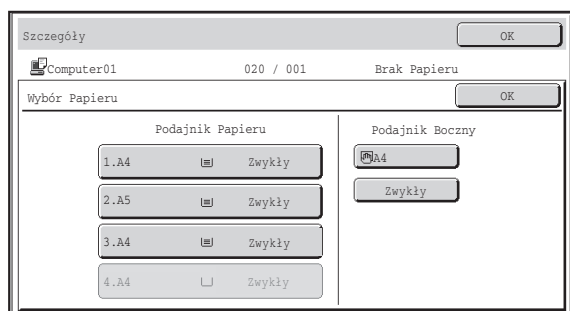 Szczegóły OK
Computer01 020 / 001 Brak Papieru
Wybór Papieru OK
Podajnik Papieru Podajnik Boczny
1.A4 Zwykły A4
2.A5 Zwykły Zwykły
3.A4 Zwykły
4.A4 Zwykły